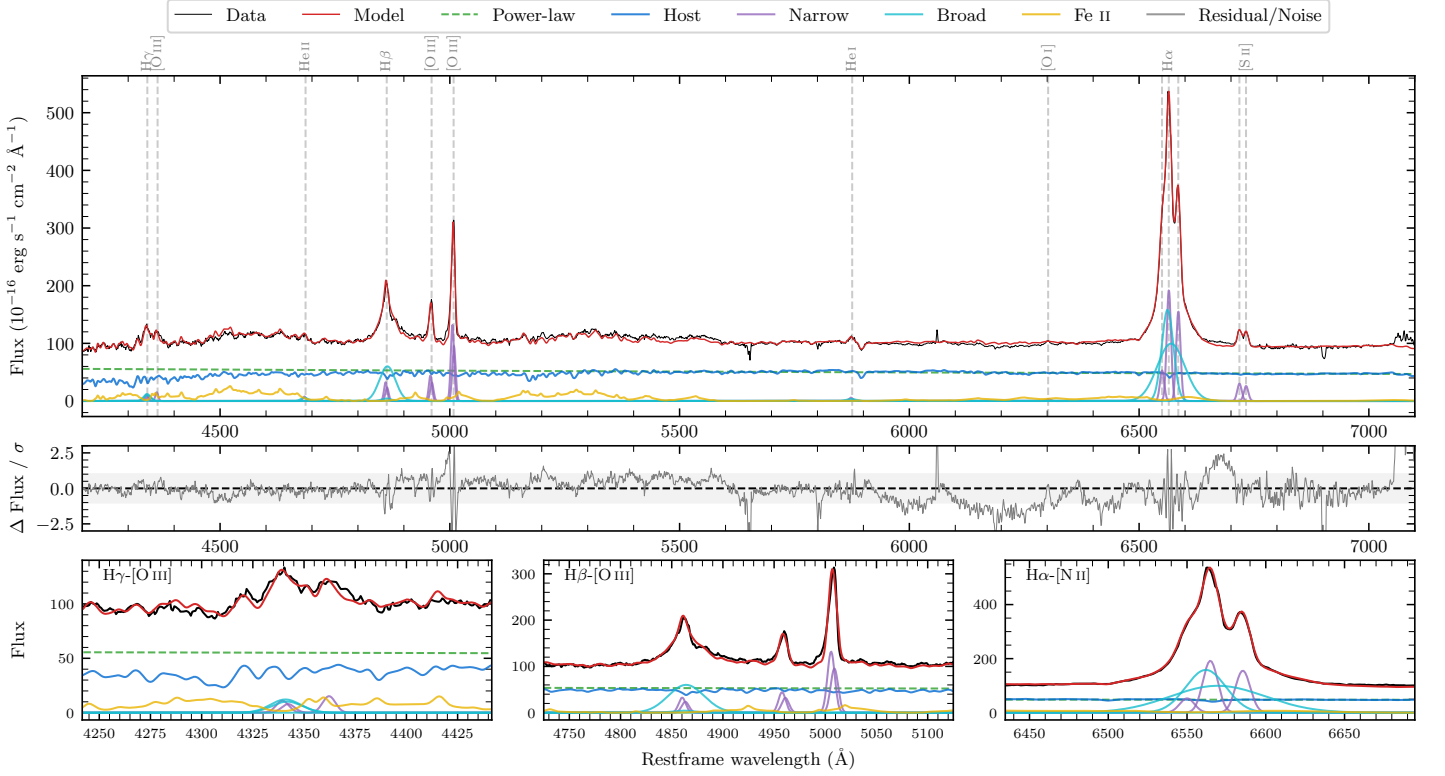 Data Model Power-law Host Narrow Broad Fe II Residual/Noise
Hγ [O III] He II Hβ [O III] [O III] He I [O I] Hα [S II]
Flux (10⁻¹⁶ erg s⁻¹ cm⁻² Å⁻¹)
500
400
300
200
100
0
4500 5000 5500 6000 6500 7000
Δ Flux / σ
2.5
0.0
−2.5
4500 5000 5500 6000 6500 7000
Flux
Hγ-[O III]
100
50
0
4250 4275 4300 4325 4350 4375 4400 4425
Hβ-[O III]
300
200
100
0
4750 4800 4850 4900 4950 5000 5050 5100
Hα-[N II]
400
200
0
6450 6500 6550 6600 6650
Restframe wavelength (Å)